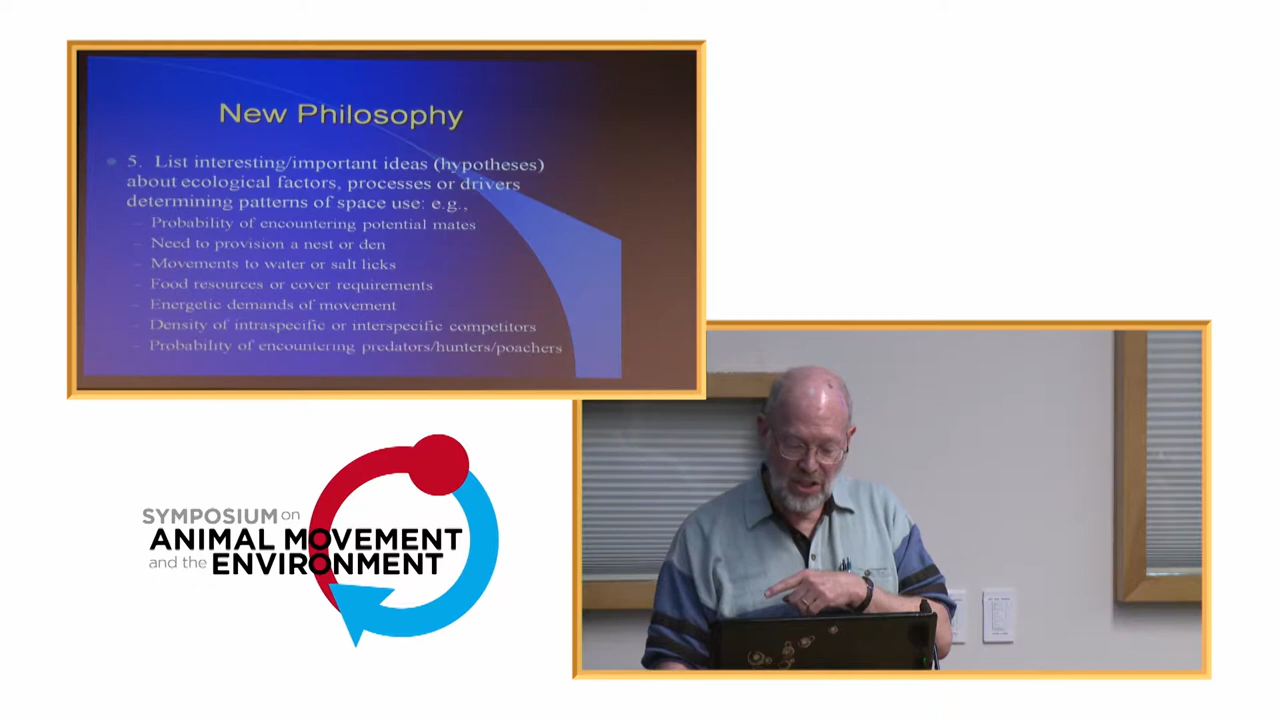 New Philosophy
5. List interesting/important ideas (hypotheses)
about ecological factors, processes or drivers
determining patterns of space use: e.g.,
– Probability of encountering potential mates
– Need to provision a nest or den
– Movements to water or salt licks
– Food resources or cover requirements
– Energetic demands of movement
– Density of intraspecific or interspecific competitors
– Probability of encountering predators/hunters/poachers
SYMPOSIUM on
ANIMAL MOVEMENT
and the ENVIRONMENT